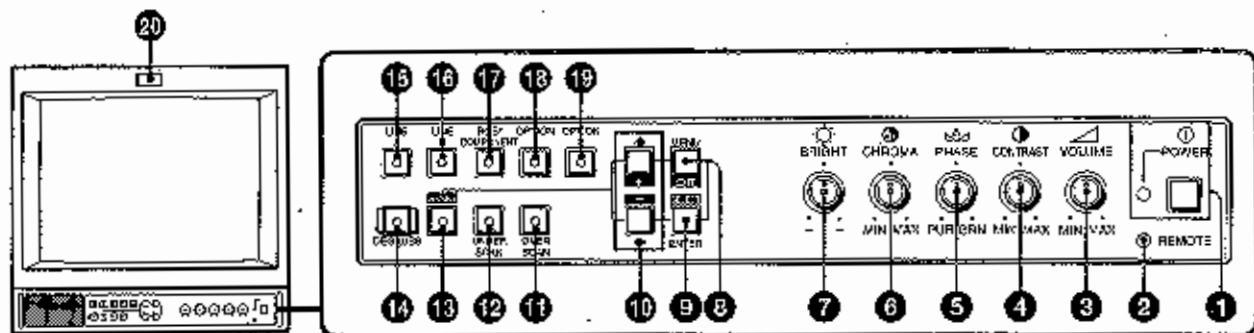 20
15 16 17 18 19
LINE LINE RGB/ OPTION OPTION
COMPONENT
MENU
BRIGHT CHROMA PHASE CONTRAST VOLUME
POWER
EXIT
DEGAUSS
UNDER
SCAN
OVER
SCAN
ENTER
MIN MAX PUR GRN MIN MAX MIN MAX
REMOTE
14 13 12 11 10 9 8 7 6 5 4 3 2 1